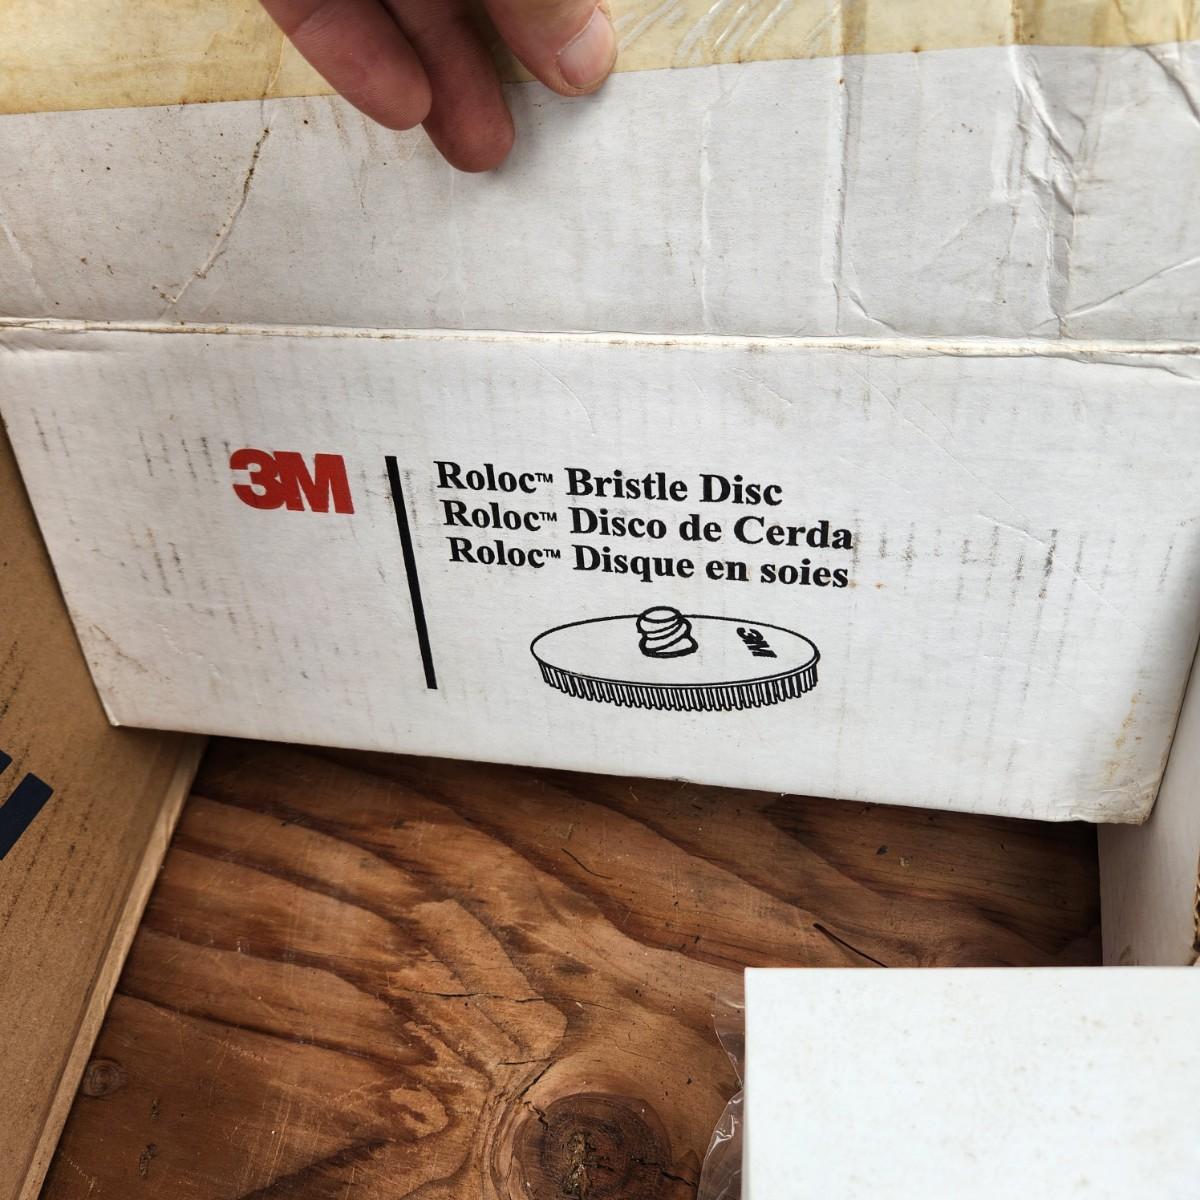 3M
Roloc™ Bristle Disc
Roloc™ Disco de Cerda
Roloc™ Disque en soies
3M